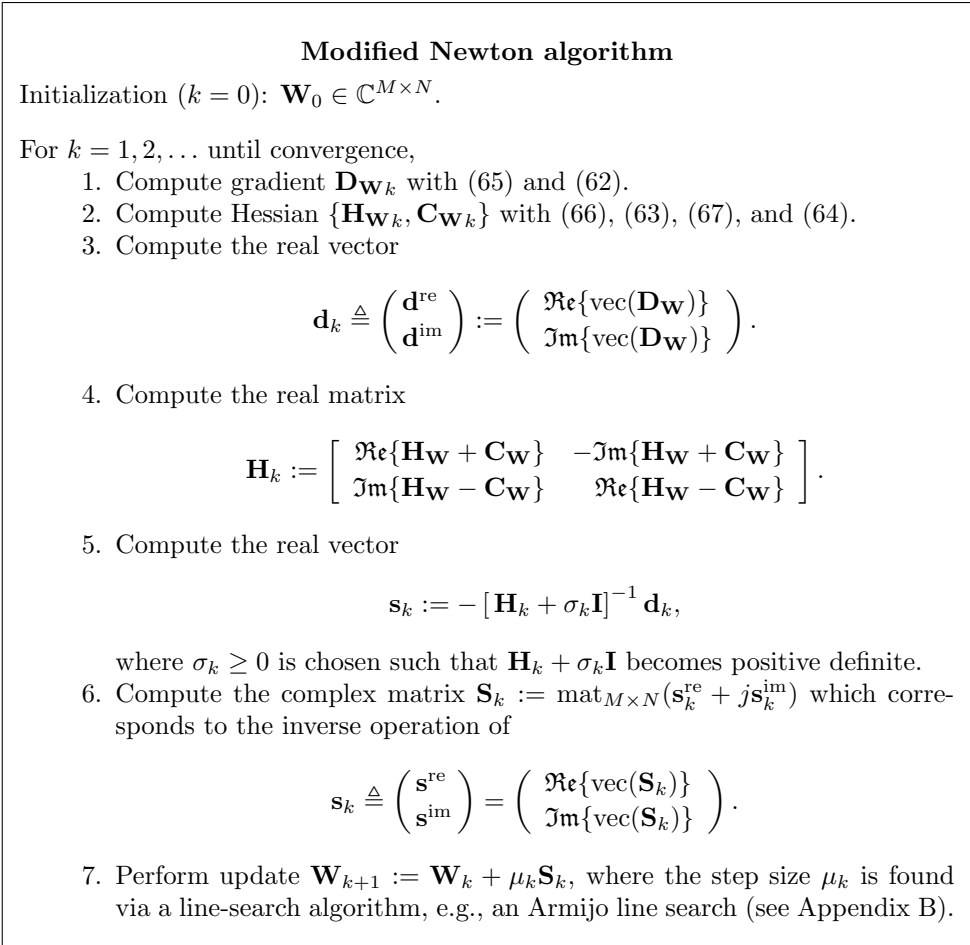 Modified Newton algorithm
Initialization (k = 0): W₀ ∈ ℂ^{M×N}.
For k = 1, 2, . . . until convergence,
1. Compute gradient D_{W_k} with (65) and (62).
2. Compute Hessian {H_{W_k}, C_{W_k}} with (66), (63), (67), and (64).
3. Compute the real vector
d_k ≜ ( d^{re} ; d^{im} ) := ( ℜe{vec(D_W)} ; ℑm{vec(D_W)} ) .
4. Compute the real matrix
H_k := [ ℜe{H_W + C_W} −ℑm{H_W + C_W} ; ℑm{H_W − C_W} ℜe{H_W − C_W} ] .
5. Compute the real vector
s_k := − [ H_k + σ_k I ]^{−1} d_k,
where σ_k ≥ 0 is chosen such that H_k + σ_k I becomes positive definite.
6. Compute the complex matrix S_k := mat_{M×N}(s_k^{re} + js_k^{im}) which corre-
sponds to the inverse operation of
s_k ≜ ( s^{re} ; s^{im} ) = ( ℜe{vec(S_k)} ; ℑm{vec(S_k)} ) .
7. Perform update W_{k+1} := W_k + μ_k S_k, where the step size μ_k is found
via a line-search algorithm, e.g., an Armijo line search (see Appendix B).